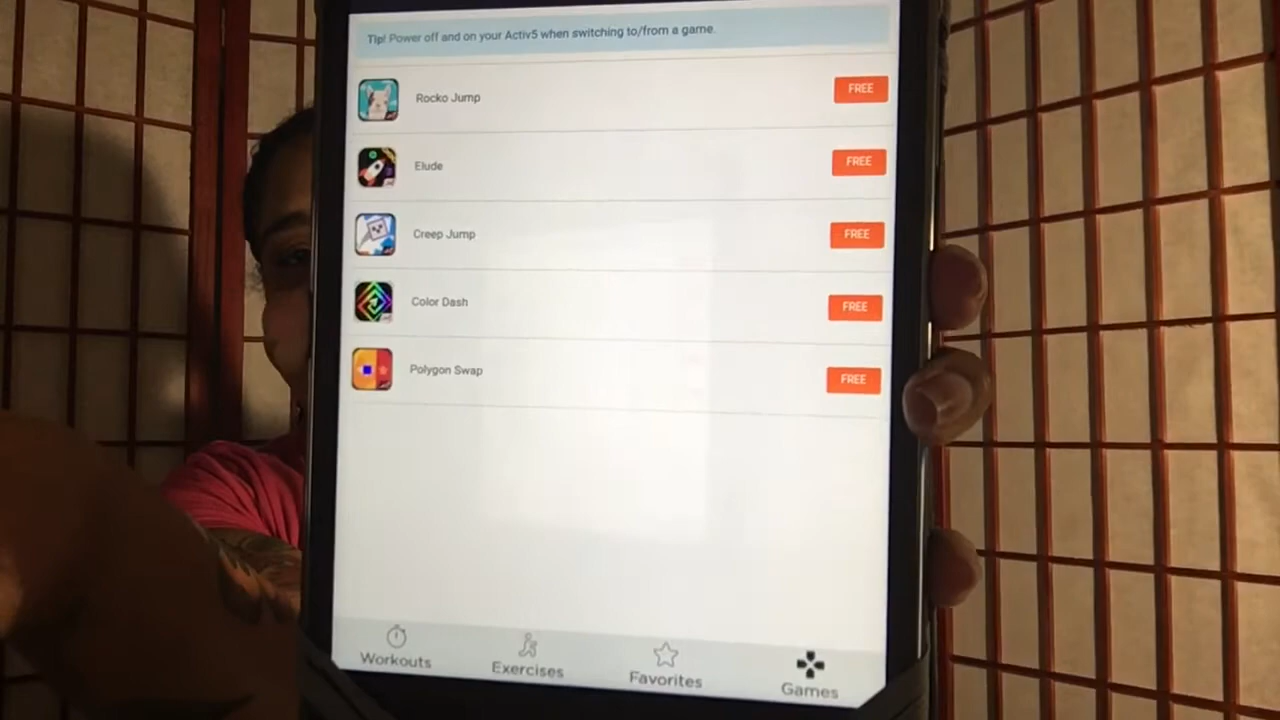 Tip! Power off and on your Activ5 when switching to/from a game.
Rocko Jump FREE
Elude FREE
Creep Jump FREE
Color Dash FREE
Polygon Swap FREE
Workouts Exercises Favorites Games